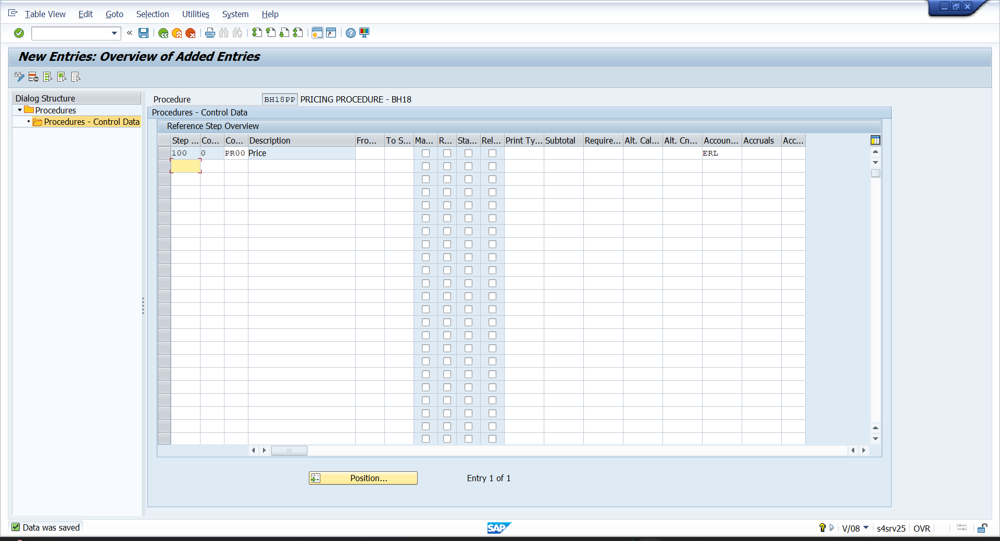 Table View Edit Goto Selection Utilities System Help
«
New Entries: Overview of Added Entries
Dialog Structure
Procedures
Procedures - Control Data
Procedure BH18PP PRICING PROCEDURE - BH18
Procedures - Control Data
Reference Step Overview
Step ... Co... Co... Description Fro... To S... Ma... R... Sta... Rel... Print Ty... Subtotal Require... Alt. Cal... Alt. Cn... Accoun... Accruals Acc...
100 0 PR00 Price ERL
Position... Entry 1 of 1
Data was saved SAP V/08 s4srv25 OVR